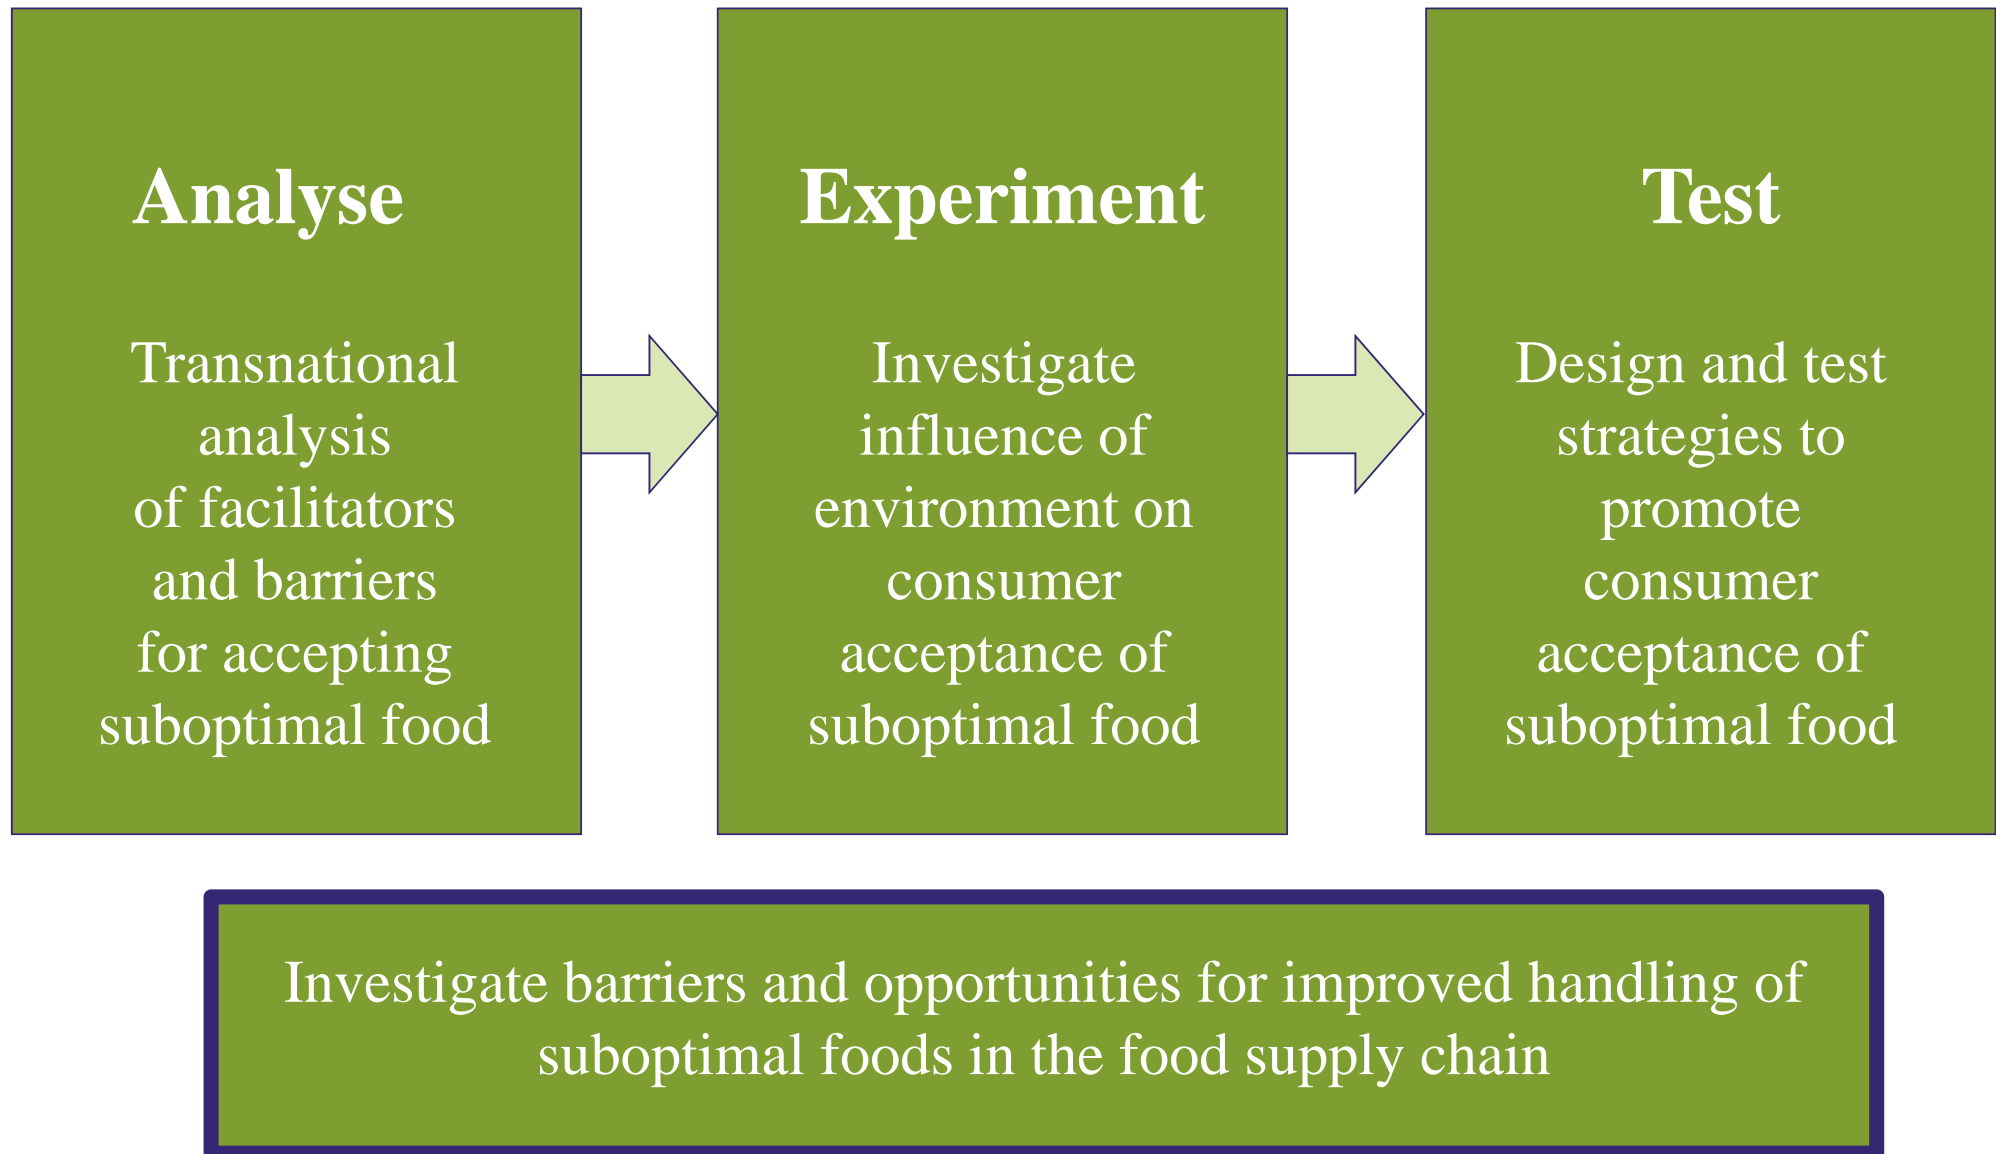 Analyse
Transnational
analysis
of facilitators
and barriers
for accepting
suboptimal food
Experiment
Investigate
influence of
environment on
consumer
acceptance of
suboptimal food
Test
Design and test
strategies to
promote
consumer
acceptance of
suboptimal food
Investigate barriers and opportunities for improved handling of
suboptimal foods in the food supply chain